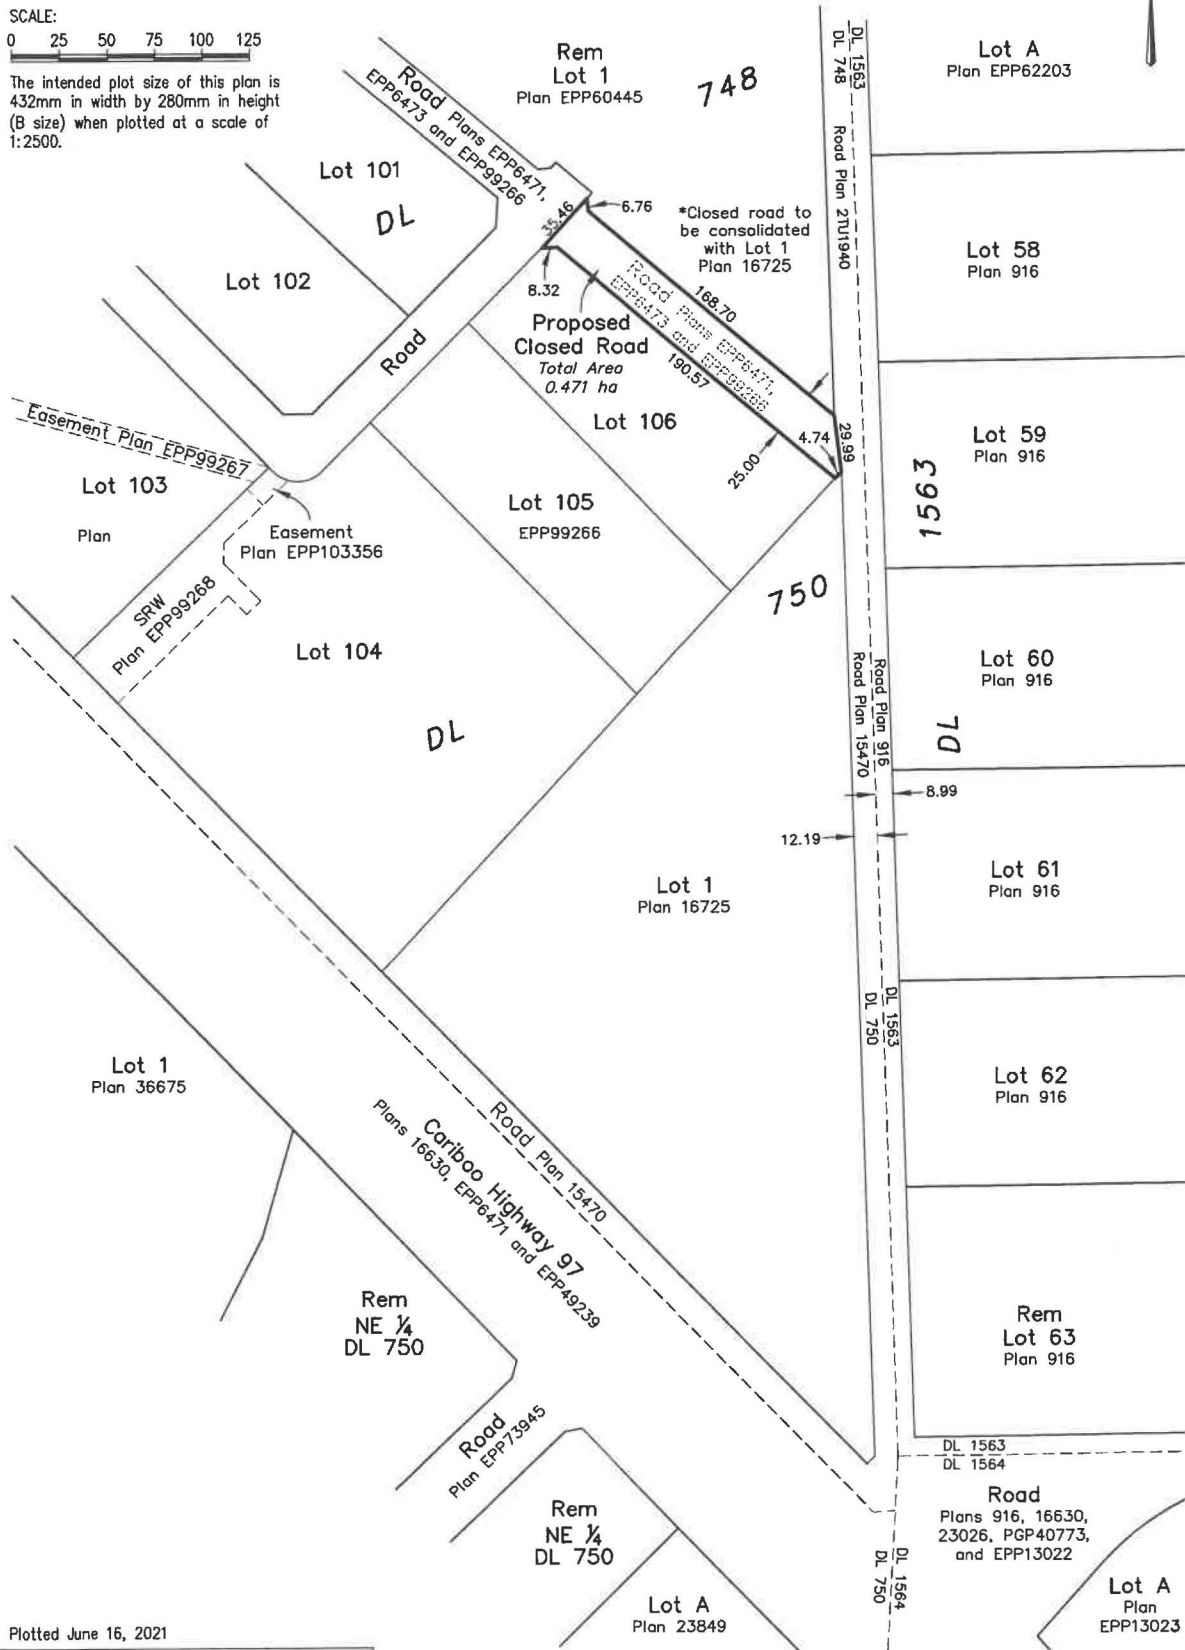 SCALE:
0 25 50 75 100 125
The intended plot size of this plan is
432mm in width by 280mm in height
(B size) when plotted at a scale of
1:2500.
Rem
Lot 1
Plan EPP60445
748
DL 1563
DL 748
Lot A
Plan EPP62203
Road Plans EPP6471,
EPP6473 and EPP99266
Lot 101
DL
Lot 102
Road
35.46
6.76
8.32
*Closed road to
be consolidated
with Lot 1
Plan 16725
Road Plan 2TU1940
Lot 58
Plan 916
Road Plans EPP6471,
EPP6473 and EPP99266
168.70
190.57
Proposed
Closed Road
Total Area
0.471 ha
Lot 106
4.74
29.99
25.00
Lot 59
Plan 916
1563
Easement Plan EPP99267
Lot 103
Plan
Lot 105
EPP99266
Easement
Plan EPP103356
SRW
Plan EPP99268
750
Lot 104
DL
Lot 60
Plan 916
Road Plan 916
Road Plan 15470
DL
8.99
12.19
Lot 1
Plan 16725
Lot 61
Plan 916
DL 1563
DL 750
Lot 1
Plan 36675
Lot 62
Plan 916
Road Plan 15470
Cariboo Highway 97
Plans 16630, EPP6471 and EPP49239
Rem
NE ¼
DL 750
Rem
Lot 63
Plan 916
Road
Plan EPP73945
DL 1563
DL 1564
Road
Plans 916, 16630,
23026, PGP40773,
and EPP13022
Rem
NE ¼
DL 750
DL 1564
DL 750
Lot A
Plan 23849
Lot A
Plan
EPP13023
Plotted June 16, 2021